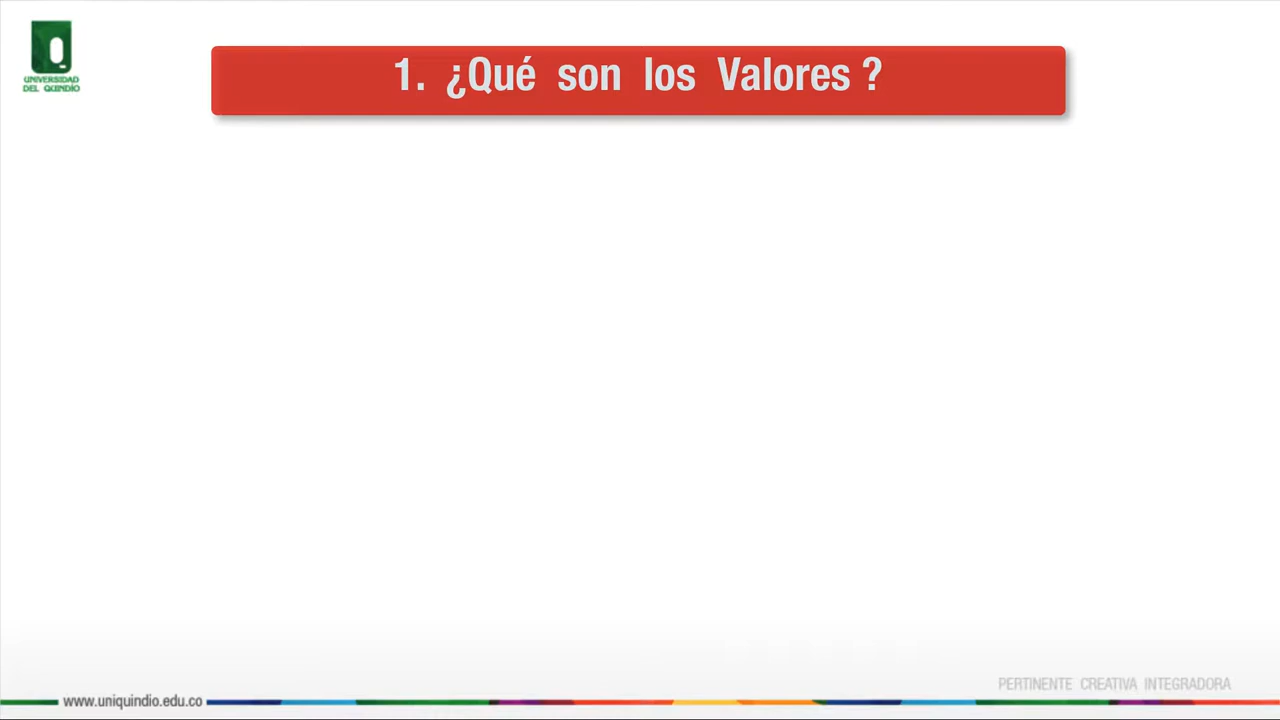 UNIVERSIDAD
DEL QUINDÍO
1. ¿Qué son los Valores ?
PERTINENTE CREATIVA INTEGRADORA
www.uniquindio.edu.co